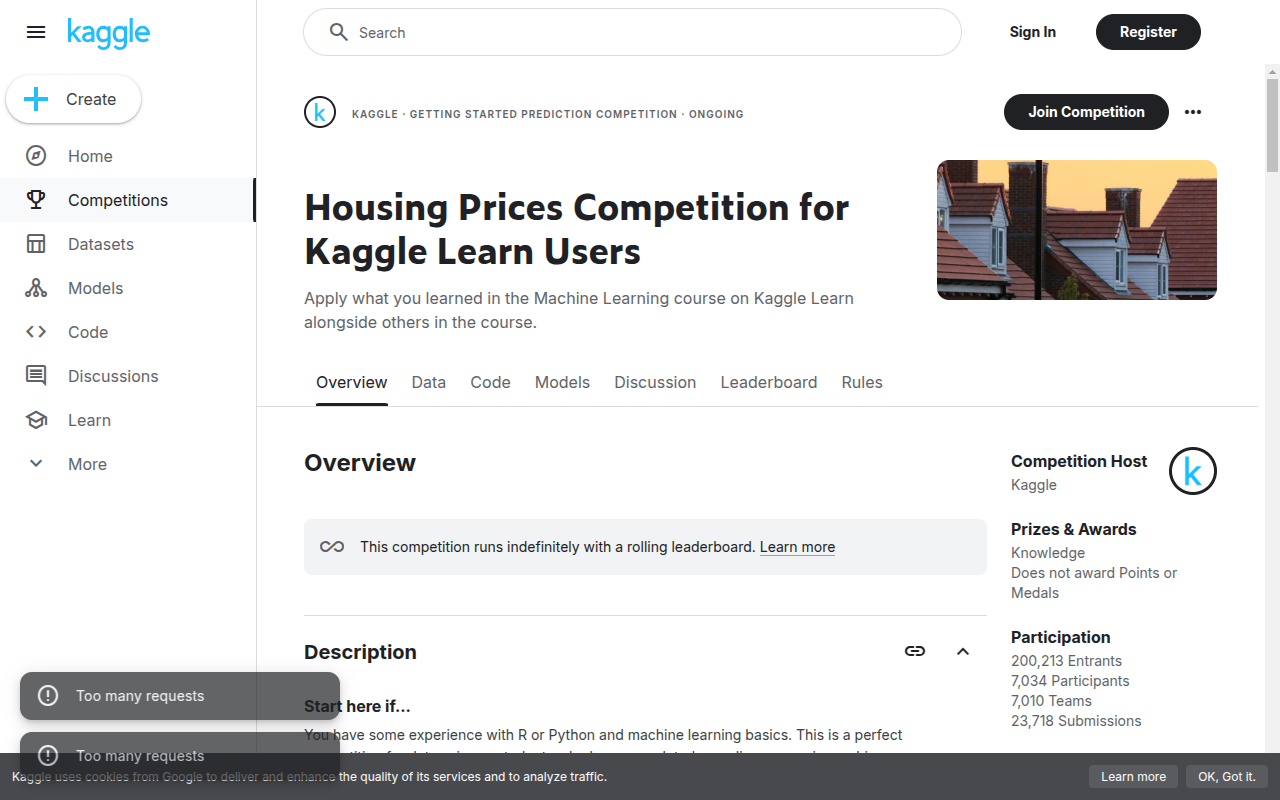 kaggle
Search
Sign In
Register
Create
Home
Competitions
Datasets
Models
Code
Discussions
Learn
More
k
KAGGLE · GETTING STARTED PREDICTION COMPETITION · ONGOING
Join Competition
Housing Prices Competition for
Kaggle Learn Users
Apply what you learned in the Machine Learning course on Kaggle Learn
alongside others in the course.
Overview
Data
Code
Models
Discussion
Leaderboard
Rules
Overview
This competition runs indefinitely with a rolling leaderboard. Learn more
Description
Start here if...
You have some experience with R or Python and machine learning basics. This is a perfect
Competition Host
Kaggle
k
Prizes & Awards
Knowledge
Does not award Points or
Medals
Participation
200,213 Entrants
7,034 Participants
7,010 Teams
23,718 Submissions
Too many requests
Too many requests
Kaggle uses cookies from Google to deliver and enhance the quality of its services and to analyze traffic.
Learn more
OK, Got it.